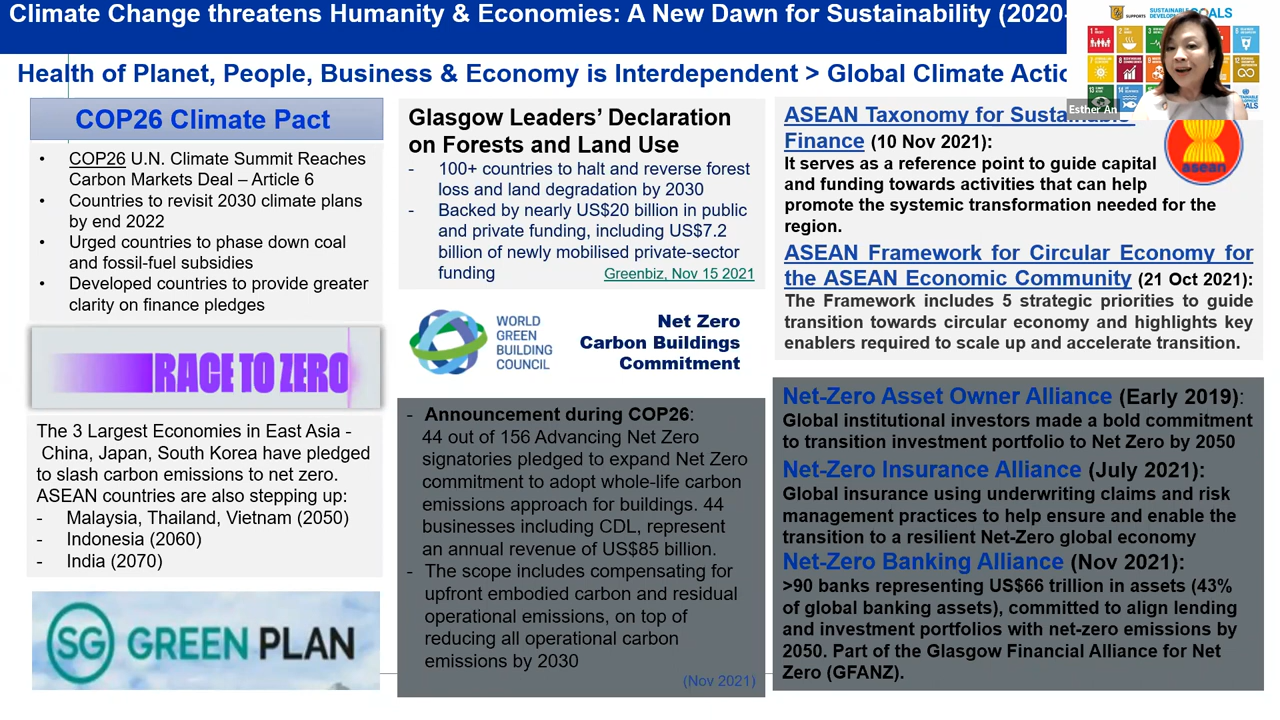 Climate Change threatens Humanity & Economies: A New Dawn for Sustainability (2020-
Health of Planet, People, Business & Economy is Interdependent > Global Climate Actio
SUPPORTS
SUSTAINABLE DEVELOPMENT GOALS
Esther An
COP26 Climate Pact
• COP26 U.N. Climate Summit Reaches
Carbon Markets Deal – Article 6
• Countries to revisit 2030 climate plans
by end 2022
• Urged countries to phase down coal
and fossil-fuel subsidies
• Developed countries to provide greater
clarity on finance pledges
RACE TO ZERO
The 3 Largest Economies in East Asia -
China, Japan, South Korea have pledged
to slash carbon emissions to net zero.
ASEAN countries are also stepping up:
- Malaysia, Thailand, Vietnam (2050)
- Indonesia (2060)
- India (2070)
SG GREEN PLAN
Glasgow Leaders' Declaration
on Forests and Land Use
- 100+ countries to halt and reverse forest
loss and land degradation by 2030
- Backed by nearly US$20 billion in public
and private funding, including US$7.2
billion of newly mobilised private-sector
funding Greenbiz, Nov 15 2021
WORLD
GREEN
BUILDING
COUNCIL
Net Zero
Carbon Buildings
Commitment
- Announcement during COP26:
44 out of 156 Advancing Net Zero
signatories pledged to expand Net Zero
commitment to adopt whole-life carbon
emissions approach for buildings. 44
businesses including CDL, represent
an annual revenue of US$85 billion.
- The scope includes compensating for
upfront embodied carbon and residual
operational emissions, on top of
reducing all operational carbon
emissions by 2030
(Nov 2021)
ASEAN Taxonomy for Sustainable
Finance (10 Nov 2021):
It serves as a reference point to guide capital
and funding towards activities that can help
promote the systemic transformation needed for the
region.
asean
ASEAN Framework for Circular Economy for
the ASEAN Economic Community (21 Oct 2021):
The Framework includes 5 strategic priorities to guide
transition towards circular economy and highlights key
enablers required to scale up and accelerate transition.
Net-Zero Asset Owner Alliance (Early 2019):
Global institutional investors made a bold commitment
to transition investment portfolio to Net Zero by 2050
Net-Zero Insurance Alliance (July 2021):
Global insurance using underwriting claims and risk
management practices to help ensure and enable the
transition to a resilient Net-Zero global economy
Net-Zero Banking Alliance (Nov 2021):
>90 banks representing US$66 trillion in assets (43%
of global banking assets), committed to align lending
and investment portfolios with net-zero emissions by
2050. Part of the Glasgow Financial Alliance for Net
Zero (GFANZ).